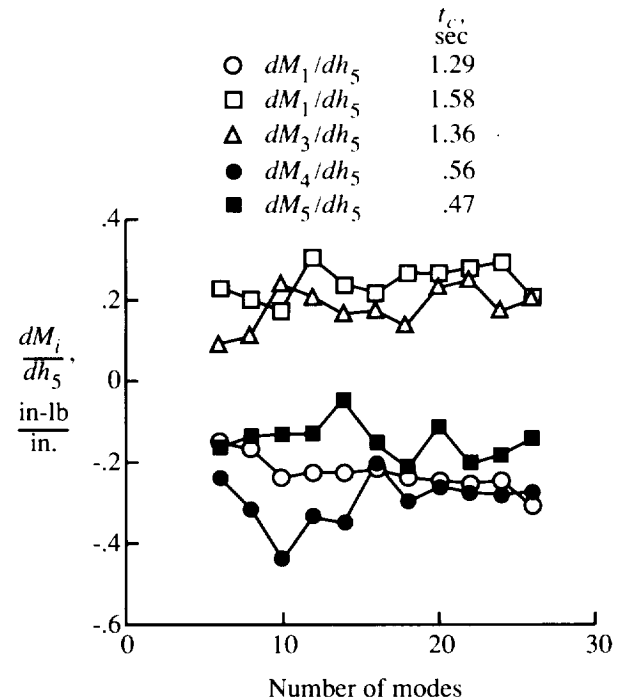 t_c,
sec
dM_1/dh_5 1.29
dM_1/dh_5 1.58
dM_3/dh_5 1.36
dM_4/dh_5 .56
dM_5/dh_5 .47
.4
.2
0
-.2
-.4
-.6
dM_i
dh_5,
in-lb
in.
0 10 20 30
Number of modes